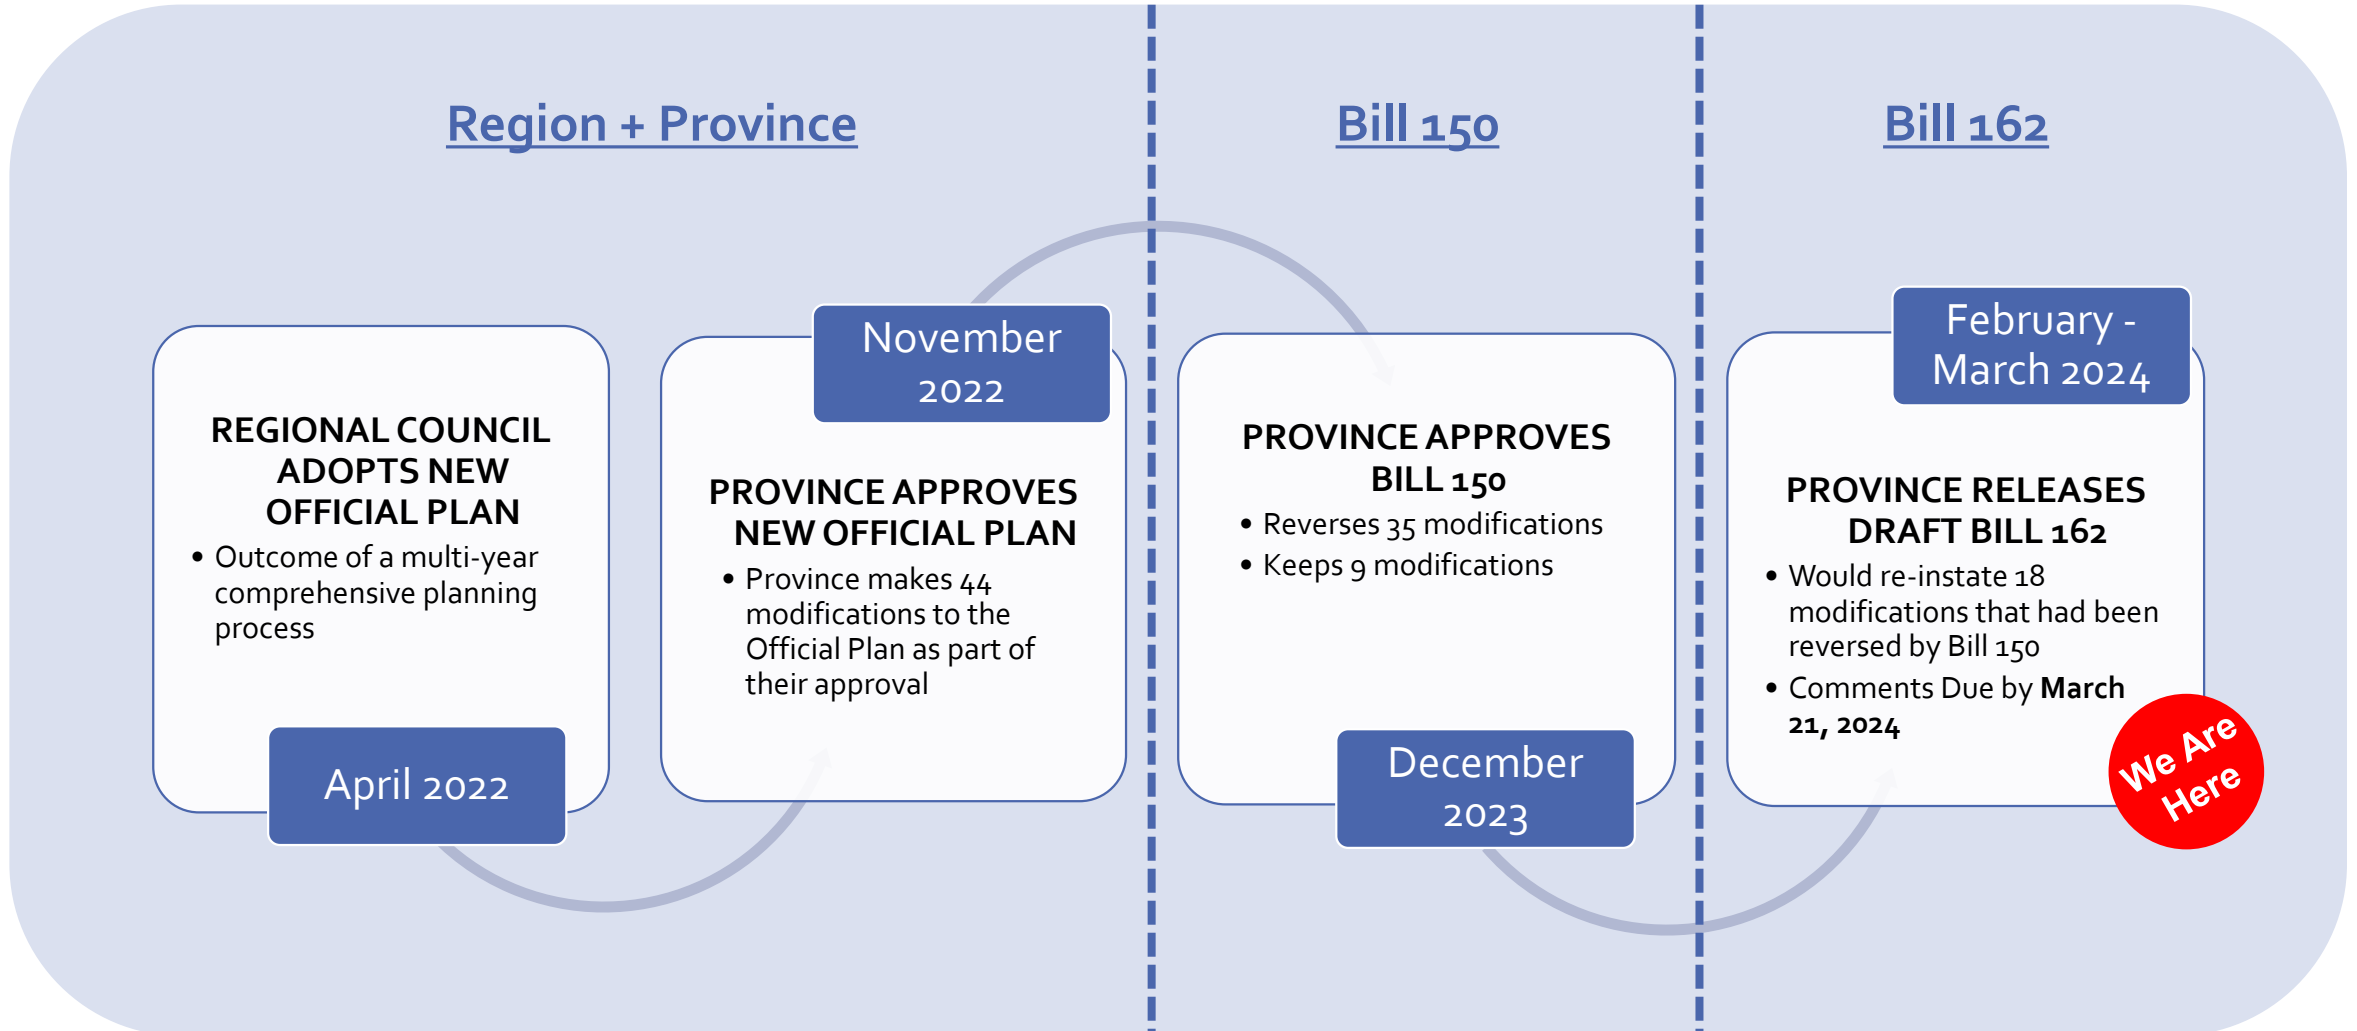 Region + Province
Bill 150
Bill 162
REGIONAL COUNCIL
ADOPTS NEW
OFFICIAL PLAN
• Outcome of a multi-year
comprehensive planning
process
April 2022
November
2022
PROVINCE APPROVES
NEW OFFICIAL PLAN
• Province makes 44
modifications to the
Official Plan as part of
their approval
PROVINCE APPROVES
BILL 150
• Reverses 35 modifications
• Keeps 9 modifications
December
2023
February -
March 2024
PROVINCE RELEASES
DRAFT BILL 162
• Would re-instate 18
modifications that had been
reversed by Bill 150
• Comments Due by March
21, 2024
We Are
Here